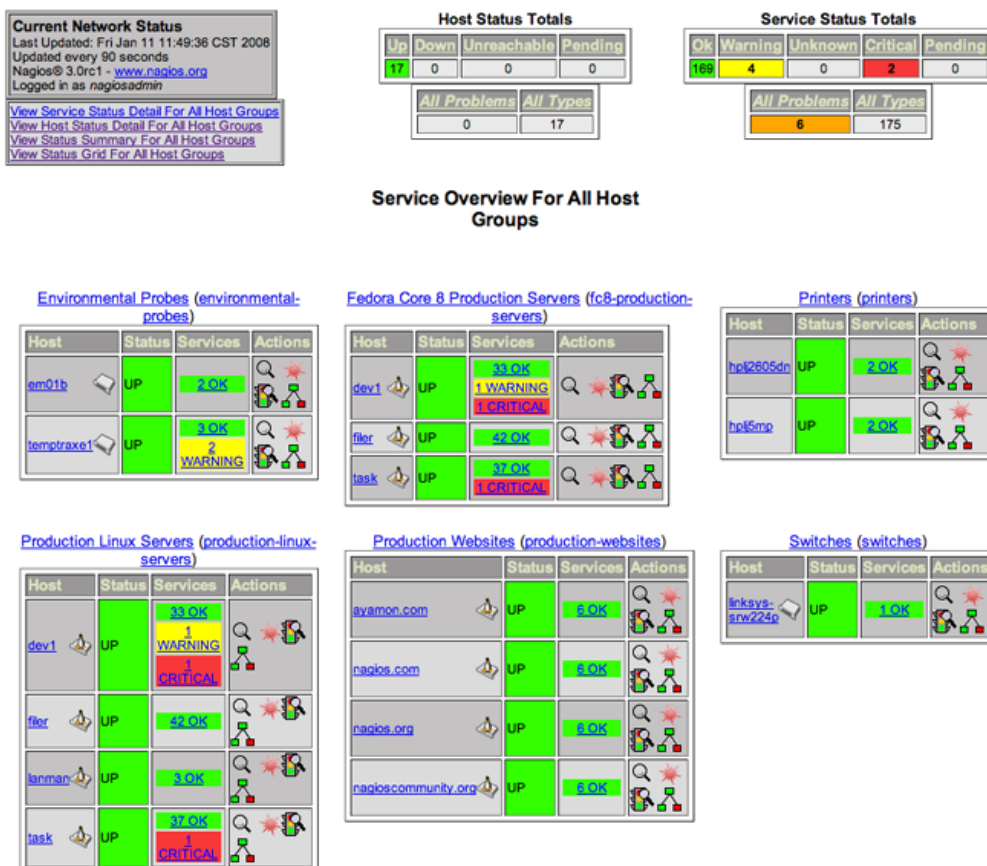 Current Network Status
Last Updated: Fri Jan 11 11:49:36 CST 2008
Updated every 90 seconds
Nagios® 3.0rc1 - www.nagios.org
Logged in as nagiosadmin
View Service Status Detail For All Host Groups
View Host Status Detail For All Host Groups
View Status Summary For All Host Groups
View Status Grid For All Host Groups
Host Status Totals
Up Down Unreachable Pending
17 0 0 0
All Problems All Types
0 17
Service Status Totals
Ok Warning Unknown Critical Pending
169 4 0 2 0
All Problems All Types
6 175
Service Overview For All Host
Groups
Environmental Probes (environmental-
probes)
Host Status Services Actions
em01b UP 2 OK
temptraxe1 UP 3 OK
2
WARNING
Fedora Core 8 Production Servers (fc8-production-
servers)
Host Status Services Actions
dev1 UP 33 OK
1 WARNING
1 CRITICAL
filer UP 42 OK
task UP 37 OK
1 CRITICAL
Printers (printers)
Host Status Services Actions
hplj2605dn UP 2 OK
hplj5mp UP 2 OK
Production Linux Servers (production-linux-
servers)
Host Status Services Actions
dev1 UP 33 OK
1
WARNING
1
CRITICAL
filer UP 42 OK
lanman UP 3 OK
task UP 37 OK
1
CRITICAL
Production Websites (production-websites)
Host Status Services Actions
ayamon.com UP 6 OK
nagios.com UP 6 OK
nagios.org UP 6 OK
nagioscommunity.org UP 6 OK
Switches (switches)
Host Status Services Actions
linksys-
srw224p UP 1 OK